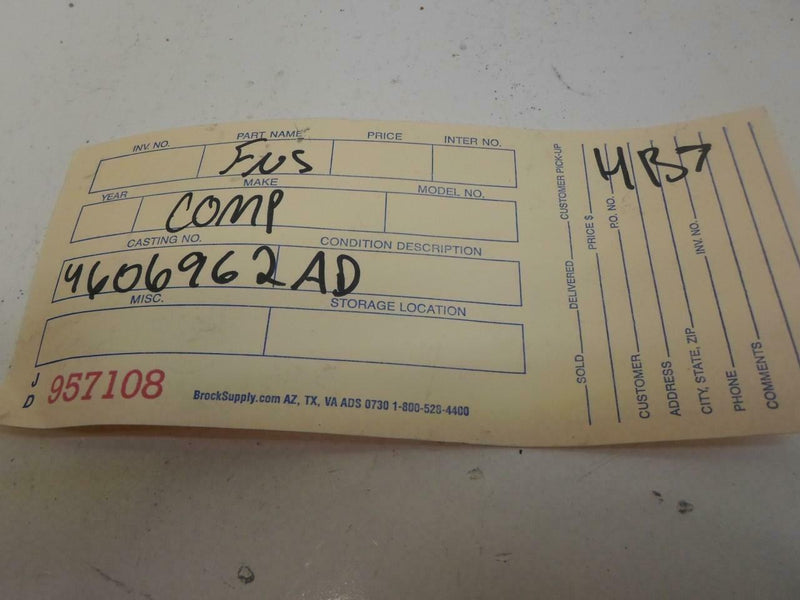 INV. NO. PART NAME PRICE INTER NO.
Fus
YEAR MAKE MODEL NO.
COMP
CASTING NO. CONDITION DESCRIPTION
4606962AD
MISC. STORAGE LOCATION
J
D 957108
BrockSupply.com AZ, TX, VA ADS 0730 1-800-528-4400
4B7
SOLD DELIVERED CUSTOMER PICK-UP
PRICE $
P.O. NO.
CUSTOMER
ADDRESS
CITY, STATE, ZIP INV. NO.
PHONE
COMMENTS